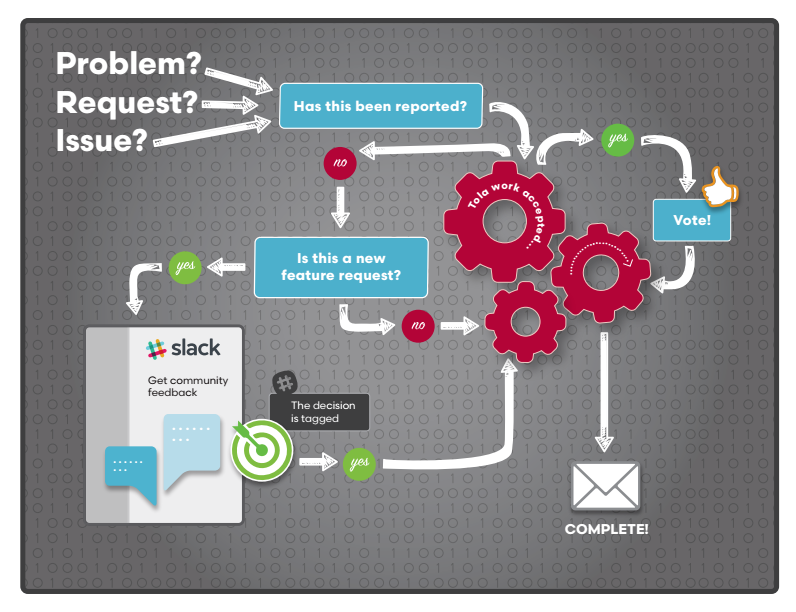 Problem?
Request?
Issue?
Has this been reported?
no
yes
Tola work accepted...
Vote!
Is this a new
feature request?
yes
no
slack
Get community
feedback
#
The decision
is tagged
yes
COMPLETE!